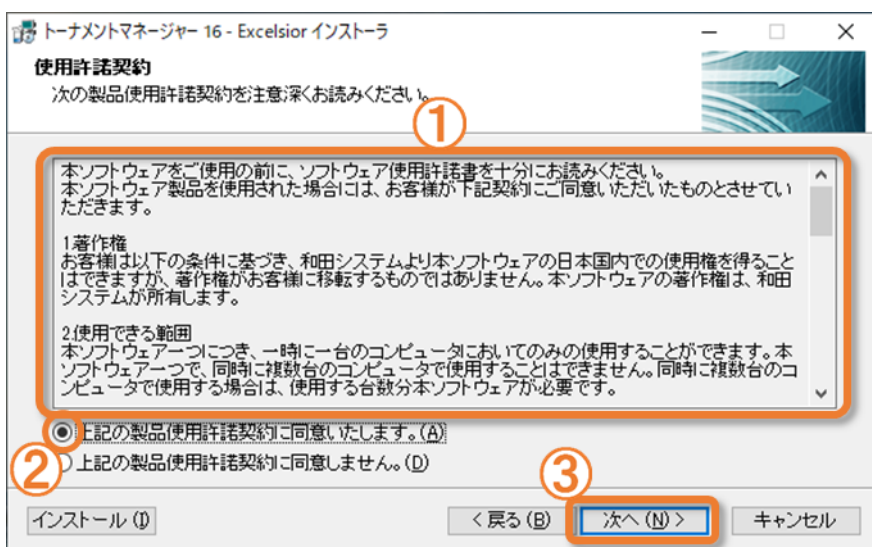 トーナメントマネージャー 16 - Excelsior インストーラ
使用許諾契約
次の製品使用許諾契約を注意深くお読みください。
①
本ソフトウェアをご使用の前に、ソフトウェア使用許諾書を十分にお読みください。
本ソフトウェア製品を使用された場合には、お客様が下記契約にご同意いただいたものとさせてい
ただきます。
1著作権
お客様は以下の条件に基づき、和田システムより本ソフトウェアの日本国内での使用権を得ること
はできますが、著作権がお客様に移転するものではありません。本ソフトウェアの著作権は、和田
システムが所有します。
2.使用できる範囲
本ソフトウェア一つにつき、一時に一台のコンピュータにおいてのみの使用することができます。本
ソフトウェア一つで、同時に複数台のコンピュータで使用することはできません。同時に複数台のコ
ンピュータで使用する場合は、使用する台数分本ソフトウェアが必要です。
上記の製品使用許諾契約に同意いたします。(A)
②
上記の製品使用許諾契約に同意しません。(D)
③
インストール (I)
< 戻る (B)
次へ (N) >
キャンセル